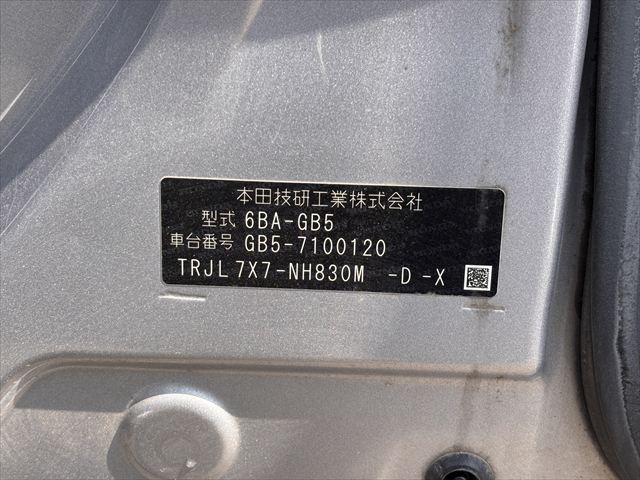 本田技研工業株式会社
型式 6BA-GB5
車台番号 GB5-7100120
TRJL 7X7-NH830M -D -X